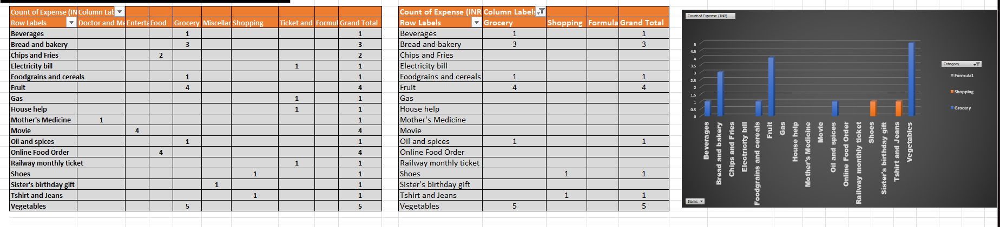 Count of Expense (IN Column Lab
Row Labels Doctor and Me Enterta Food Grocery Miscellar Shopping Ticket and Formul Grand Total
Beverages 1 1
Bread and bakery 3 3
Chips and Fries 2 2
Electricity bill 1 1
Foodgrains and cereals 1 1
Fruit 4 4
Gas 1 1
House help 1 1
Mother's Medicine 1 1
Movie 4 4
Oil and spices 1 1
Online Food Order 4 4
Railway monthly ticket 1 1
Shoes 1 1
Sister's birthday gift 1 1
Tshirt and Jeans 1 1
Vegetables 5 5
Count of Expense (INR Column Labels
Row Labels Grocery Shopping Formula Grand Total
Beverages 1 1
Bread and bakery 3 3
Chips and Fries
Electricity bill
Foodgrains and cereals 1 1
Fruit 4 4
Gas
House help
Mother's Medicine
Movie
Oil and spices 1 1
Online Food Order
Railway monthly ticket
Shoes 1 1
Sister's birthday gift
Tshirt and Jeans 1 1
Vegetables 5 5
Count of Expense (INR)
5
4.5
4
3.5
3
2.5
2
1.5
1
0.5
0
Beverages
Bread and bakery
Chips and Fries
Electricity bill
Foodgrains and cereals
Fruit
Gas
House help
Mother's Medicine
Movie
Oil and spices
Online Food Order
Railway monthly ticket
Shoes
Sister's birthday gift
Tshirt and Jeans
Vegetables
Category
Formula1
Shopping
Grocery
Items